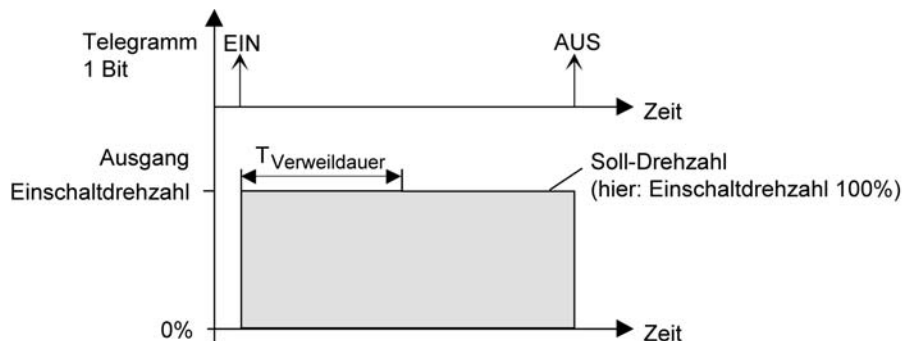 Telegramm
1 Bit
EIN
AUS
Zeit
Ausgang
Einschaltdrehzahl
TVerweildauer
Soll-Drehzahl
(hier: Einschaltdrehzahl 100%)
0%
Zeit